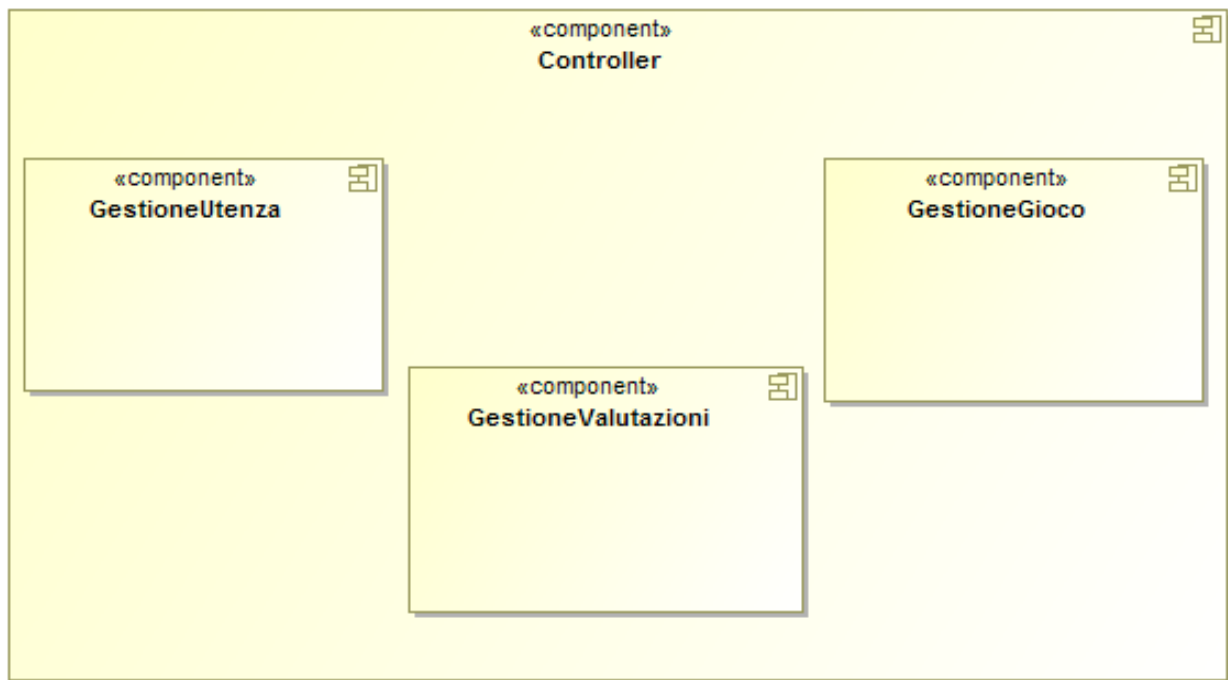 «component»
Controller
«component»
GestioneUtenza
«component»
GestioneGioco
«component»
GestioneValutazioni